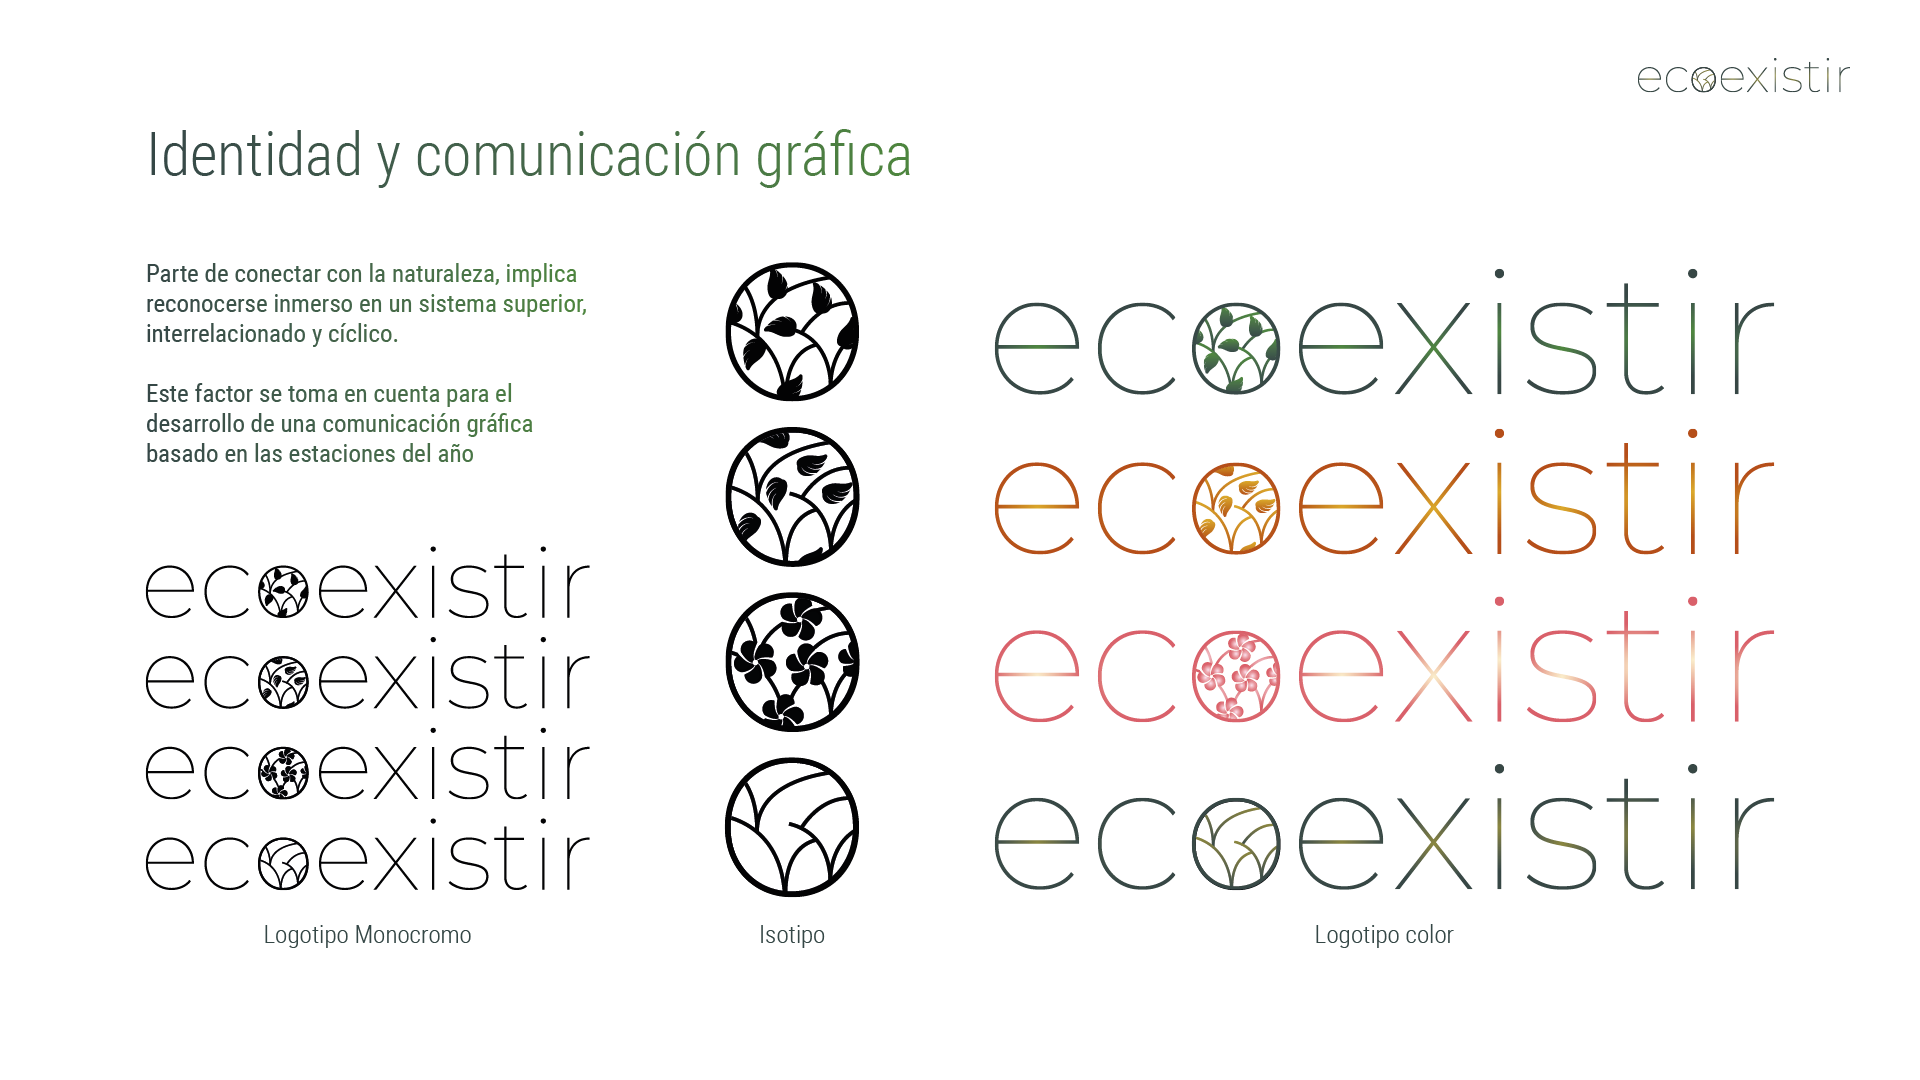 ecoexistir
Identidad y comunicación gráfica
Parte de conectar con la naturaleza, implica
reconocerse inmerso en un sistema superior,
interrelacionado y cíclico.
Este factor se toma en cuenta para el
desarrollo de una comunicación gráfica
basado en las estaciones del año
ecoexistir
ecoexistir
ecoexistir
ecoexistir
Logotipo Monocromo
Isotipo
ecoexistir
ecoexistir
ecoexistir
ecoexistir
Logotipo color